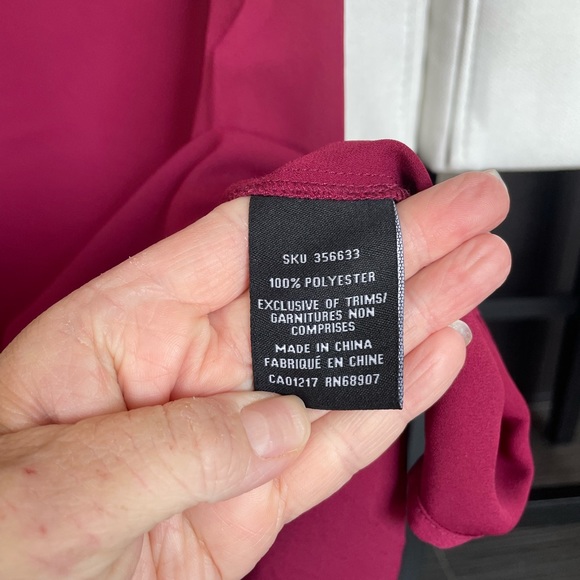 SKU 356633
100% POLYESTER
EXCLUSIVE OF TRIMS/
GARNITURES NON
COMPRISES
MADE IN CHINA
FABRIQUÉ EN CHINE
CA01217 RN68907